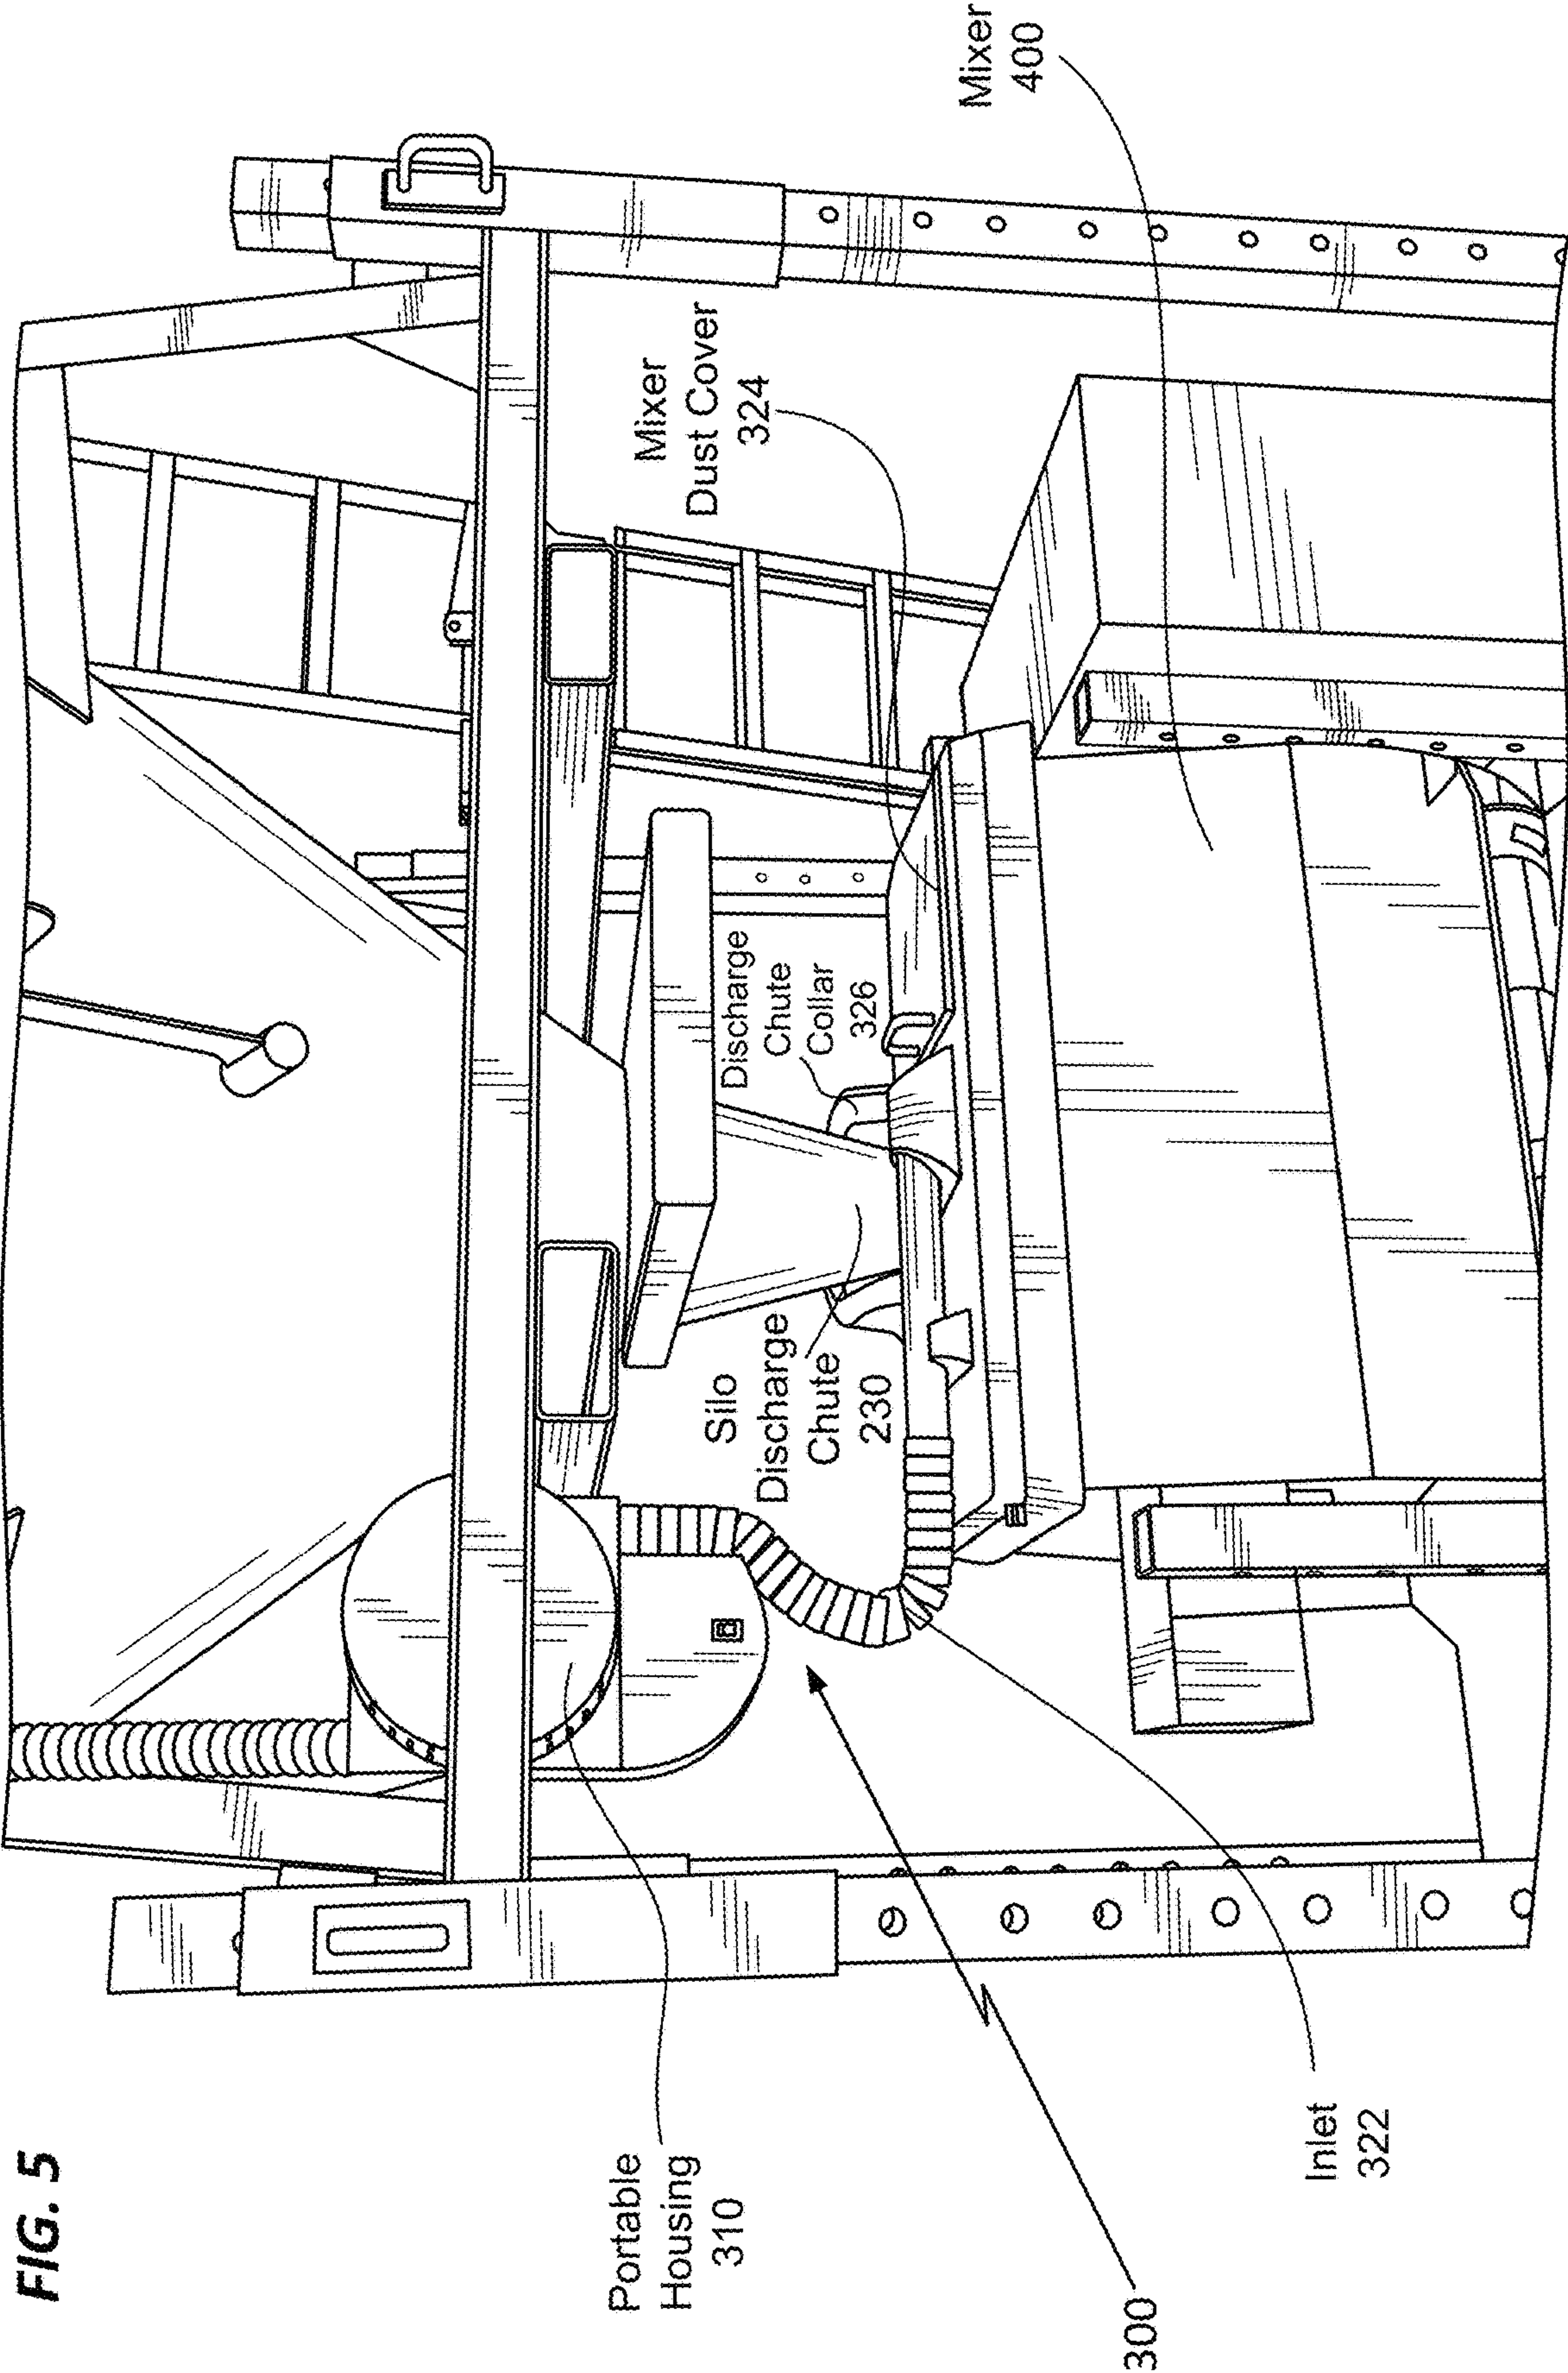 FIG. 5
Portable
Housing
310
300
Inlet
322
Silo
Discharge
Chute
230
Discharge
Chute
Collar
326
Mixer
Dust Cover
324
Mixer
400